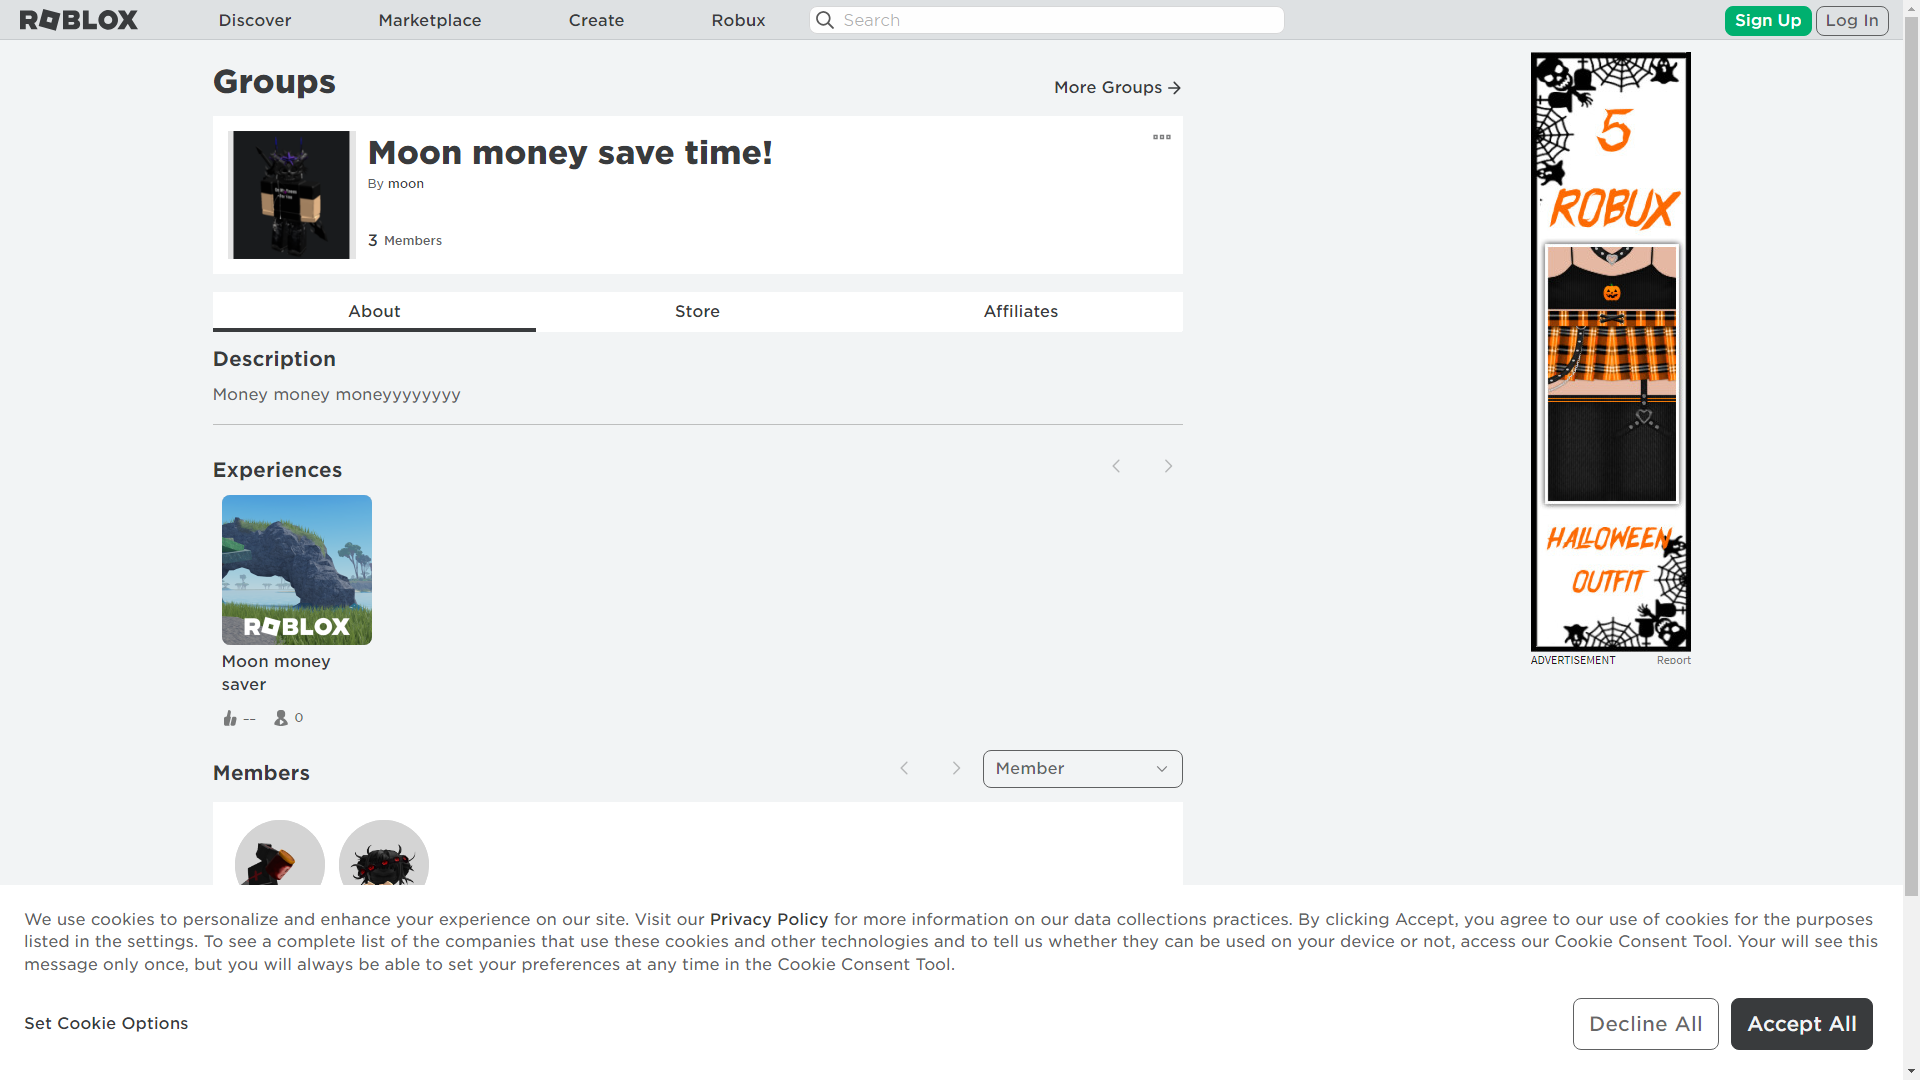 ROBLOX
Discover
Marketplace
Create
Robux
Search
Sign Up
Log In
Groups
More Groups
Moon money save time!
By moon
3 Members
About
Store
Affiliates
Description
Money money moneyyyyyyyy
Experiences
ROBLOX
Moon money
saver
--
0
Members
Member
5
ROBUX
HALLOWEEN
OUTFIT
ADVERTISEMENT
Report
We use cookies to personalize and enhance your experience on our site. Visit our Privacy Policy for more information on our data collections practices. By clicking Accept, you agree to our use of cookies for the purposes
listed in the settings. To see a complete list of the companies that use these cookies and other technologies and to tell us whether they can be used on your device or not, access our Cookie Consent Tool. Your will see this
message only once, but you will always be able to set your preferences at any time in the Cookie Consent Tool.
Set Cookie Options
Decline All
Accept All